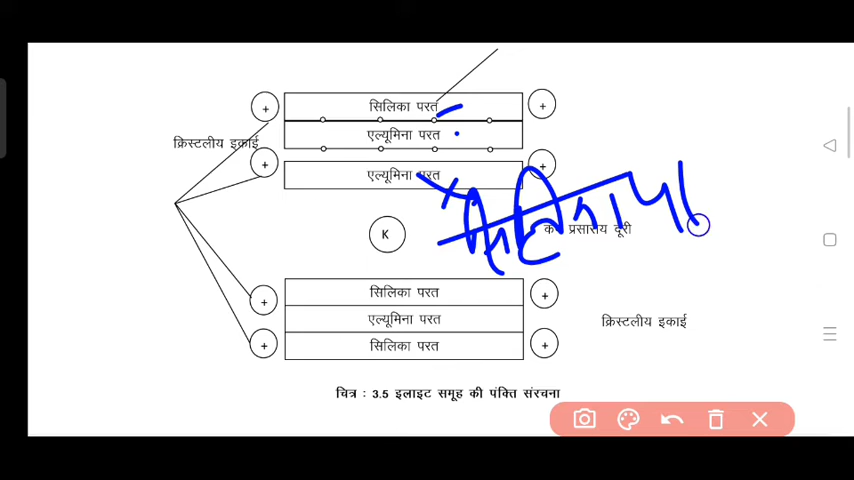 + सिलिका परत +
क्रिस्टलीय इकाई एल्यूमिना परत
+ एल्यूमिना परत +
K प्रसारीय दूरी
+ सिलिका परत +
एल्यूमिना परत क्रिस्टलीय इकाई
+ सिलिका परत +
चित्र : 3.5 इलाइट समूह की पंक्ति संरचना